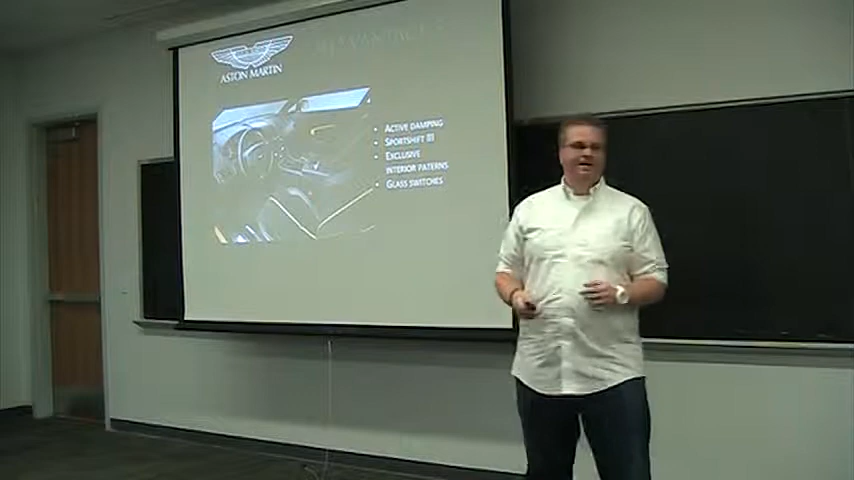 ASTON MARTIN
• ACTIVE DAMPING
• SPORTSHIFT III
• EXCLUSIVE
INTERIOR PATERNS
• GLASS SWITCHES